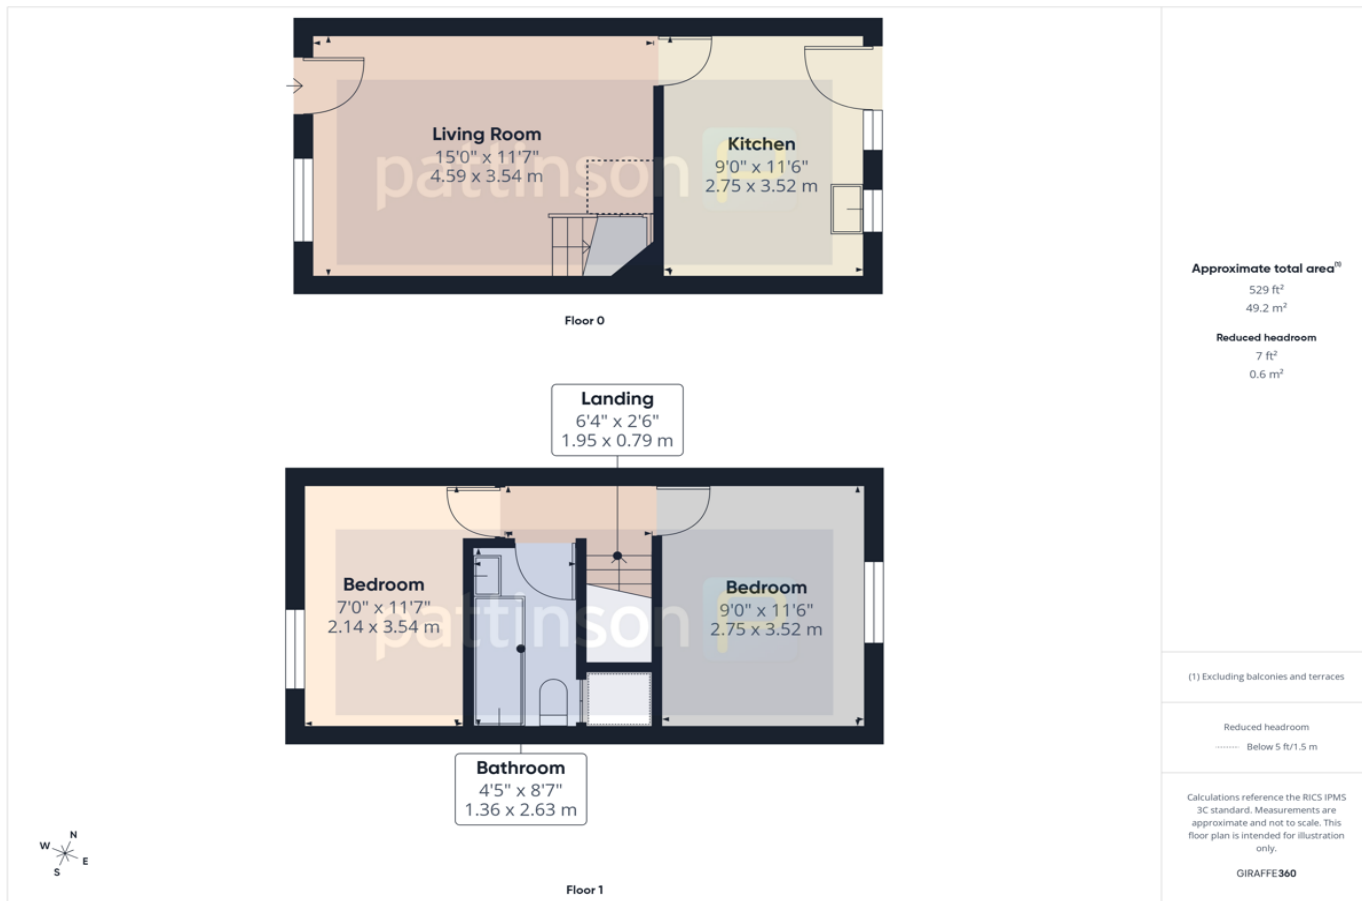 Living Room
15'0" x 11'7"
4.59 x 3.54 m
Kitchen
9'0" x 11'6"
2.75 x 3.52 m
pattinson
Floor 0
Landing
6'4" x 2'6"
1.95 x 0.79 m
Bedroom
7'0" x 11'7"
2.14 x 3.54 m
Bedroom
9'0" x 11'6"
2.75 x 3.52 m
pattinson
Bathroom
4'5" x 8'7"
1.36 x 2.63 m
N
W
E
S
Floor 1
Approximate total area(1)
529 ft²
49.2 m²
Reduced headroom
7 ft²
0.6 m²
(1) Excluding balconies and terraces
Reduced headroom
Below 5 ft/1.5 m
Calculations reference the RICS IPMS
3C standard. Measurements are
approximate and not to scale. This
floor plan is intended for illustration
only.
GIRAFFE360